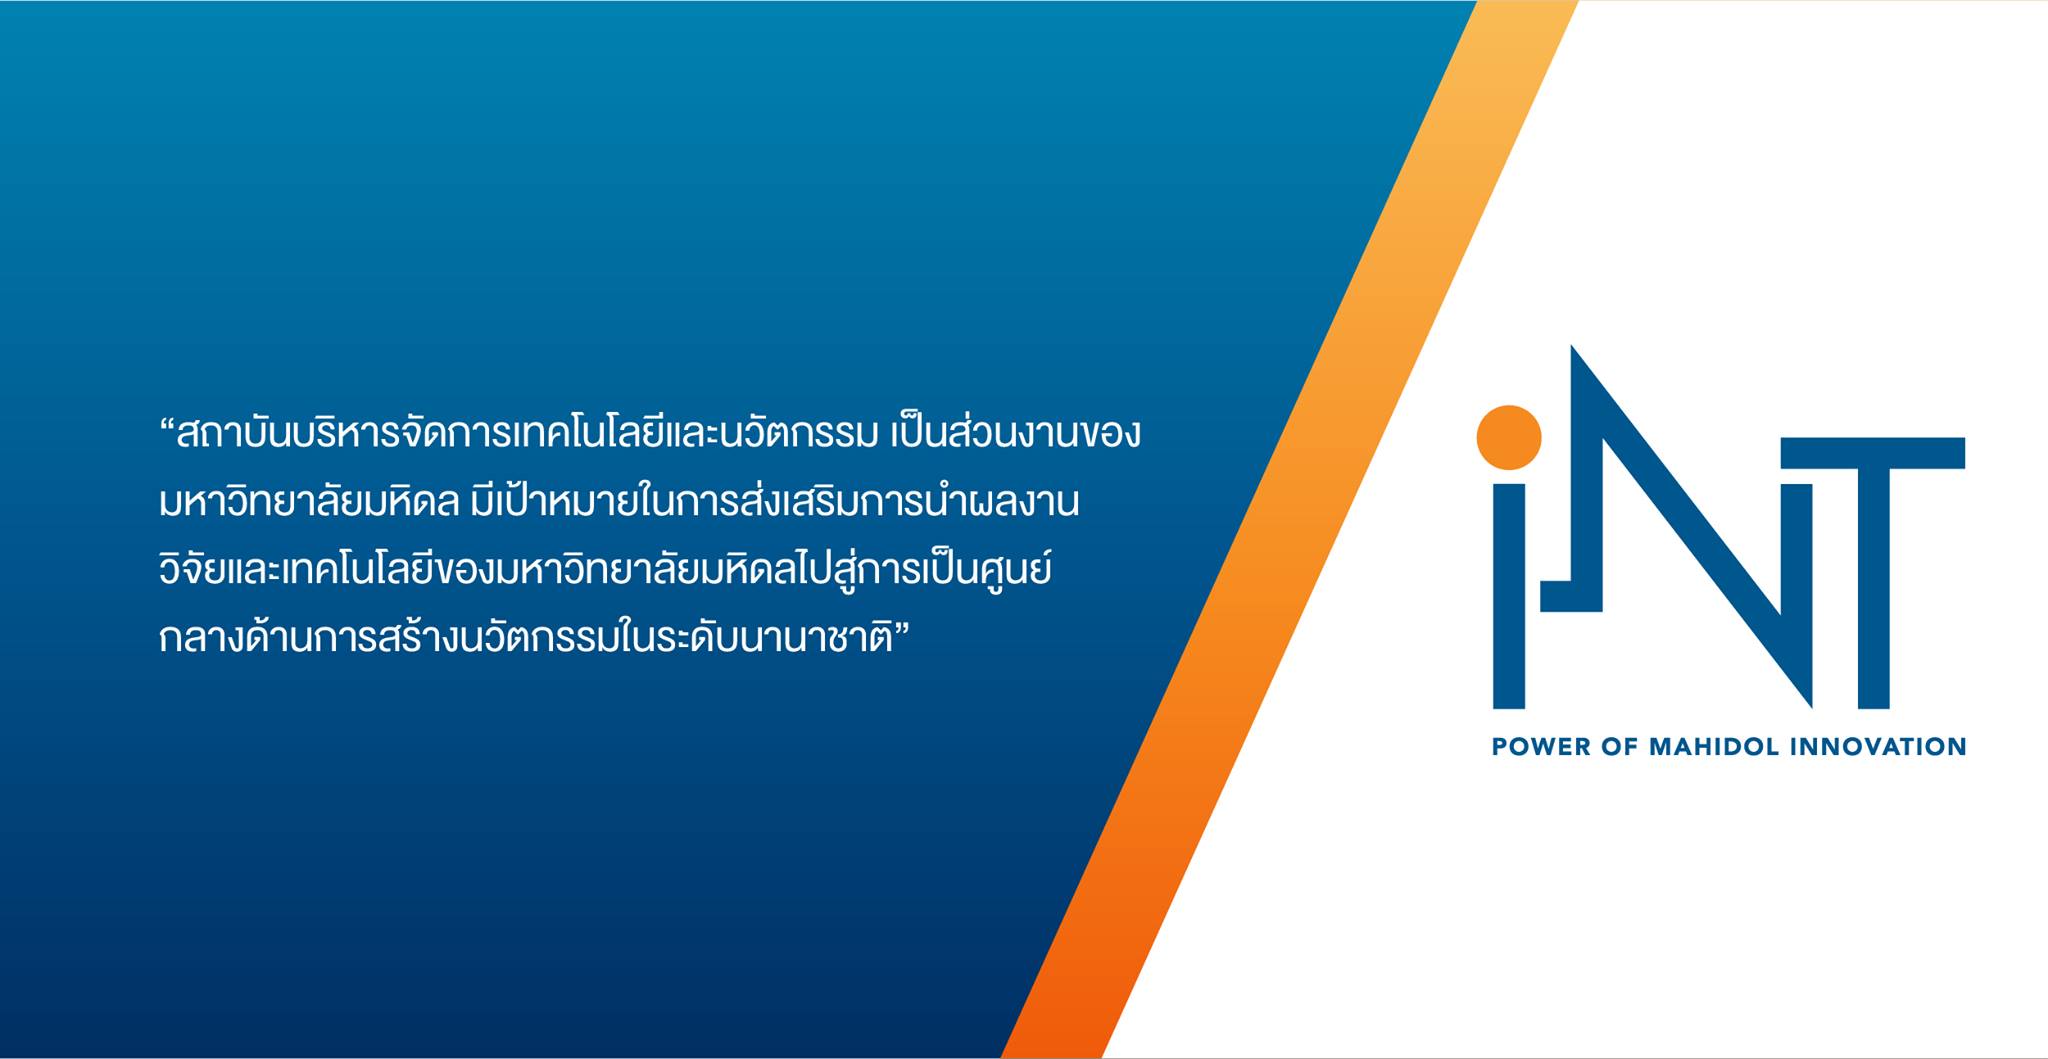 “สถาบันบริหารจัดการเทคโนโลยีและนวัตกรรม เป็นส่วนงานของ
มหาวิทยาลัยมหิดล มีเป้าหมายในการส่งเสริมการนำผลงาน
วิจัยและเทคโนโลยีของมหาวิทยาลัยมหิดลไปสู่การเป็นศูนย์
กลางด้านการสร้างนวัตกรรมในระดับนานาชาติ”
iNT
POWER OF MAHIDOL INNOVATION